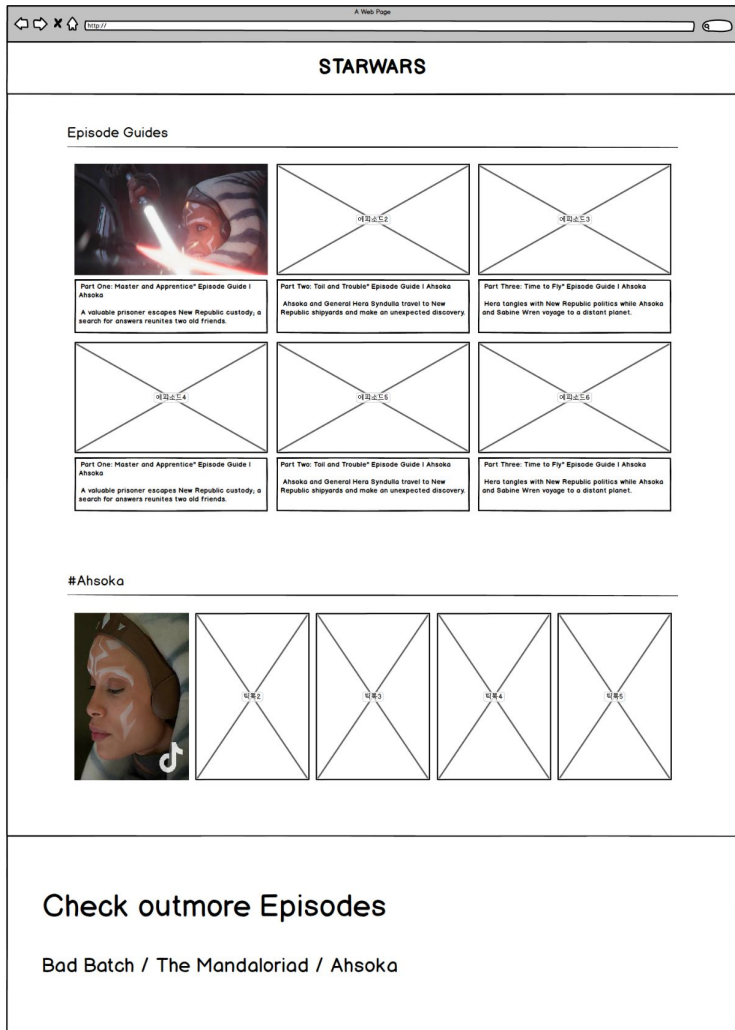 A Web Page
http://
STARWARS
Episode Guides
에피소드2
에피소드3
Part One: Master and Apprentice" Episode Guide |
Ahsoka
A valuable prisoner escapes New Republic custody; a
search for answers reunites two old friends.
Part Two: Toil and Trouble" Episode Guide | Ahsoka
Ahsoka and General Hera Syndulla travel to New
Republic shipyards and make an unexpected discovery.
Part Three: Time to Fly" Episode Guide | Ahsoka
Hera tangles with New Republic politics while Ahsoka
and Sabine Wren voyage to a distant planet.
에피소드4
에피소드5
에피소드6
Part One: Master and Apprentice" Episode Guide |
Ahsoka
A valuable prisoner escapes New Republic custody; a
search for answers reunites two old friends.
Part Two: Toil and Trouble" Episode Guide | Ahsoka
Ahsoka and General Hera Syndulla travel to New
Republic shipyards and make an unexpected discovery.
Part Three: Time to Fly" Episode Guide | Ahsoka
Hera tangles with New Republic politics while Ahsoka
and Sabine Wren voyage to a distant planet.
#Ahsoka
틱톡2
틱톡3
틱톡4
틱톡5
Check outmore Episodes
Bad Batch / The Mandaloriad / Ahsoka